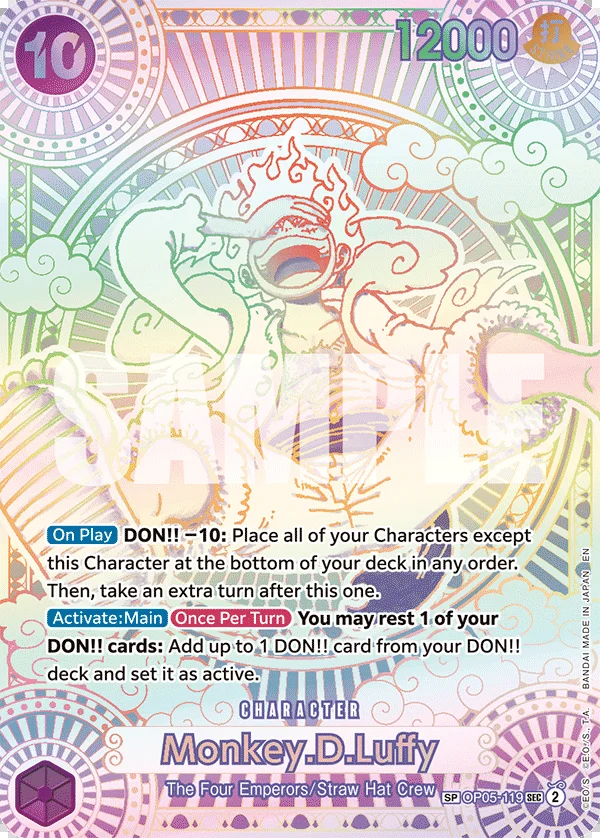 10
12000
打
SAMPLE
On Play DON!! −10: Place all of your Characters except
this Character at the bottom of your deck in any order.
Then, take an extra turn after this one.
Activate:Main Once Per Turn You may rest 1 of your
DON!! cards: Add up to 1 DON!! card from your DON!!
deck and set it as active.
CHARACTER
Monkey.D.Luffy
The Four Emperors/Straw Hat Crew
SP OP05-119 SEC 2
©EO/S. ©E.O./S., T.A. BANDAI MADE IN JAPAN EN